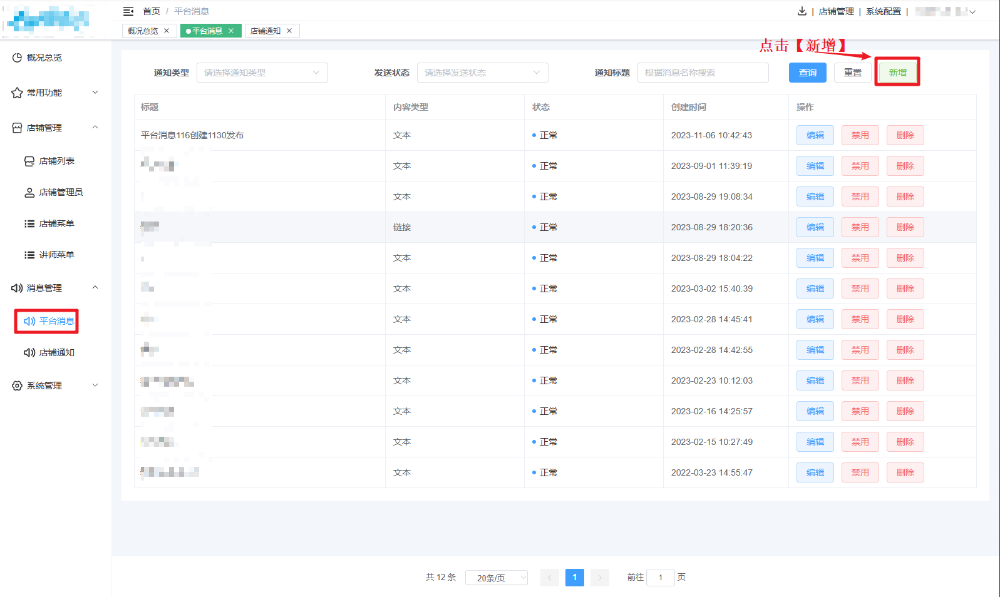 首页 / 平台消息
| 店铺管理 | 系统配置 |
概况总览 × 平台消息 × 店铺通知 ×
点击【新增】
概况总览
常用功能
店铺管理
店铺列表
店铺管理员
店铺菜单
讲师菜单
消息管理
平台消息
店铺通知
系统管理
通知类型 请选择通知类型 发送状态 请选择发送状态 通知标题 根据消息名称搜索 查询 重置 新增
标题 内容类型 状态 创建时间 操作
平台消息116创建1130发布 文本 正常 2023-11-06 10:42:43 编辑 禁用 删除
文本 正常 2023-09-01 11:39:19 编辑 禁用 删除
文本 正常 2023-08-29 19:08:34 编辑 禁用 删除
链接 正常 2023-08-29 18:20:36 编辑 禁用 删除
文本 正常 2023-08-29 18:04:22 编辑 禁用 删除
文本 正常 2023-03-02 15:40:39 编辑 禁用 删除
文本 正常 2023-02-28 14:45:41 编辑 禁用 删除
文本 正常 2023-02-28 14:42:55 编辑 禁用 删除
文本 正常 2023-02-23 10:12:03 编辑 禁用 删除
文本 正常 2023-02-16 14:25:57 编辑 禁用 删除
文本 正常 2023-02-15 10:27:49 编辑 禁用 删除
文本 正常 2022-03-23 14:55:47 编辑 禁用 删除
共 12 条 20条/页 1 前往 1 页